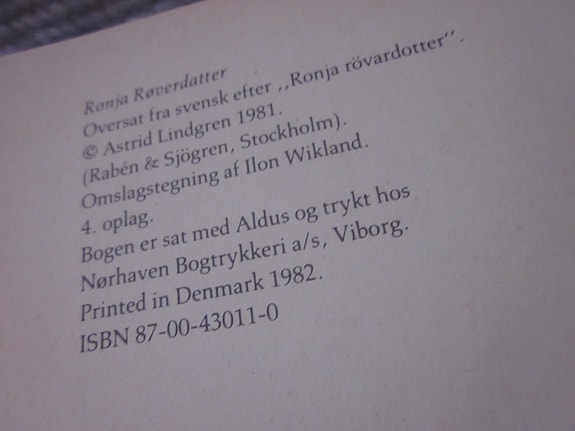 Ronja Røverdatter
Oversat fra svensk efter ,,Ronja rövardotter".
© Astrid Lindgren 1981.
(Rabén & Sjögren, Stockholm).
Omslagstegning af Ilon Wikland.
4. oplag.
Bogen er sat med Aldus og trykt hos
Nørhaven Bogtrykkeri a/s, Viborg.
Printed in Denmark 1982.
ISBN 87-00-43011-0